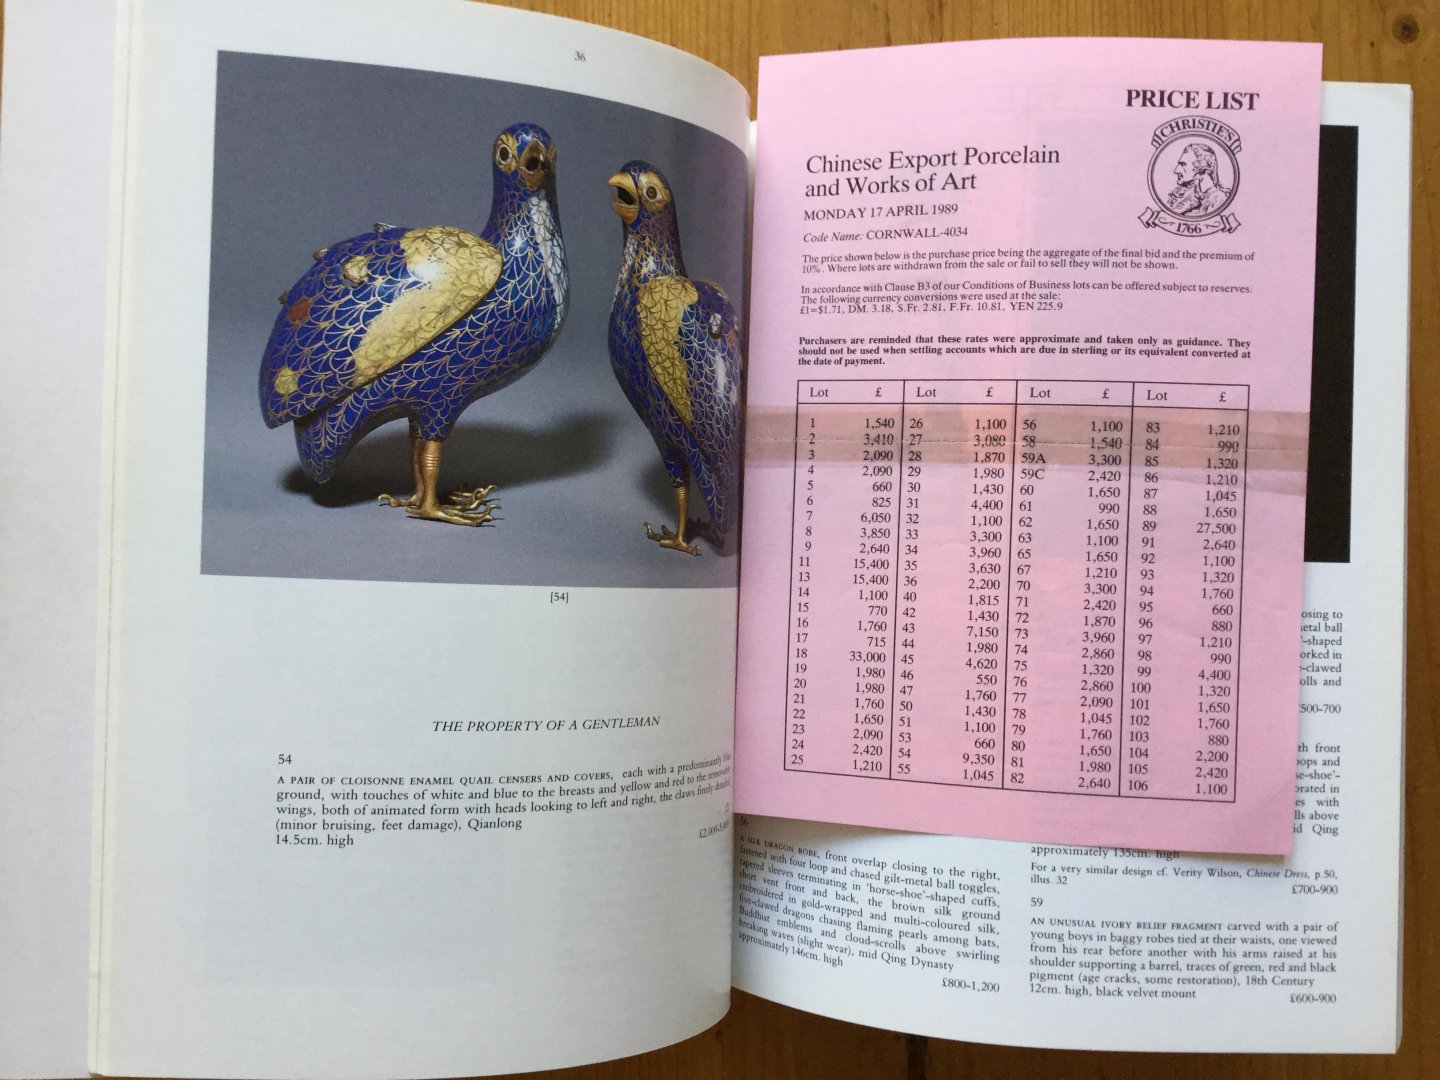 36
[54]
THE PROPERTY OF A GENTLEMAN
54
A PAIR OF CLOISONNE ENAMEL QUAIL CENSERS AND COVERS, each with a predominantly blue
ground, with touches of white and blue to the breasts and yellow and red to the removable
wings, both of animated form with heads looking to left and right, the claws finely detailed
(minor bruising, feet damage), Qianlong
14.5cm. high
£2,000-3,
PRICE LIST
CHRISTIE'S
1766
Chinese Export Porcelain
and Works of Art
MONDAY 17 APRIL 1989
Code Name: CORNWALL-4034
The price shown below is the purchase price being the aggregate of the final bid and the premium of
10%. Where lots are withdrawn from the sale or fail to sell they will not be shown.
In accordance with Clause B3 of our Conditions of Business lots can be offered subject to reserves.
The following currency conversions were used at the sale:
£1=$1.71, DM. 3.18, S.Fr. 2.81, F.Fr. 10.81, YEN 225.9
Purchasers are reminded that these rates were approximate and taken only as guidance. They
should not be used when settling accounts which are due in sterling or its equivalent converted at
the date of payment.
Lot £ Lot £ Lot £ Lot £
1 1,540 26 1,100 56 1,100 83 1,210
2 3,410 27 3,080 58 1,540 84 990
3 2,090 28 1,870 59A 3,300 85 1,320
4 2,090 29 1,980 59C 2,420 86 1,210
5 660 30 1,430 60 1,650 87 1,045
6 825 31 4,400 61 990 88 1,650
7 6,050 32 1,100 62 1,650 89 27,500
8 3,850 33 3,300 63 1,100 91 2,640
9 2,640 34 3,960 65 1,650 92 1,100
11 15,400 35 3,630 67 1,210 93 1,320
13 15,400 36 2,200 70 3,300 94 1,760
14 1,100 40 1,815 71 2,420 95 660
15 770 42 1,430 72 1,870 96 880
16 1,760 43 7,150 73 3,960 97 1,210
17 715 44 1,980 74 2,860 98 990
18 33,000 45 4,620 75 1,320 99 4,400
19 1,980 46 550 76 2,860 100 1,320
20 1,980 47 1,760 77 2,090 101 1,650
21 1,760 50 1,430 78 1,045 102 1,760
22 1,650 51 1,100 79 1,760 103 880
23 2,090 53 660 80 1,650 104 2,200
24 2,420 54 9,350 81 1,980 105 2,420
25 1,210 55 1,045 82 2,640 106 1,100
56
A SILK DRAGON ROBE, front overlap closing to the right,
fastened with four loop and chased gilt-metal ball toggles,
tapered sleeves terminating in 'horse-shoe'-shaped cuffs,
short vent front and back, the brown silk ground
embroidered in gold-wrapped and multi-coloured silk,
five-clawed dragons chasing flaming pearls among bats,
Buddhist emblems and cloud-scrolls above swirling
breaking waves (slight wear), mid Qing Dynasty
approximately 146cm. high
£800-1,200
osing to
etal ball
'-shaped
orked in
-clawed
olls and
£500-700
th front
oops and
se-shoe'-
orated in
es with
lls above
id Qing
approximately 135cm. high
For a very similar design cf. Verity Wilson, Chinese Dress, p.50,
illus. 32
£700-900
59
AN UNUSUAL IVORY RELIEF FRAGMENT carved with a pair of
young boys in baggy robes tied at their waists, one viewed
from his rear before another with his arms raised at his
shoulder supporting a barrel, traces of green, red and black
pigment (age cracks, some restoration), 18th Century
12cm. high, black velvet mount
£600-900